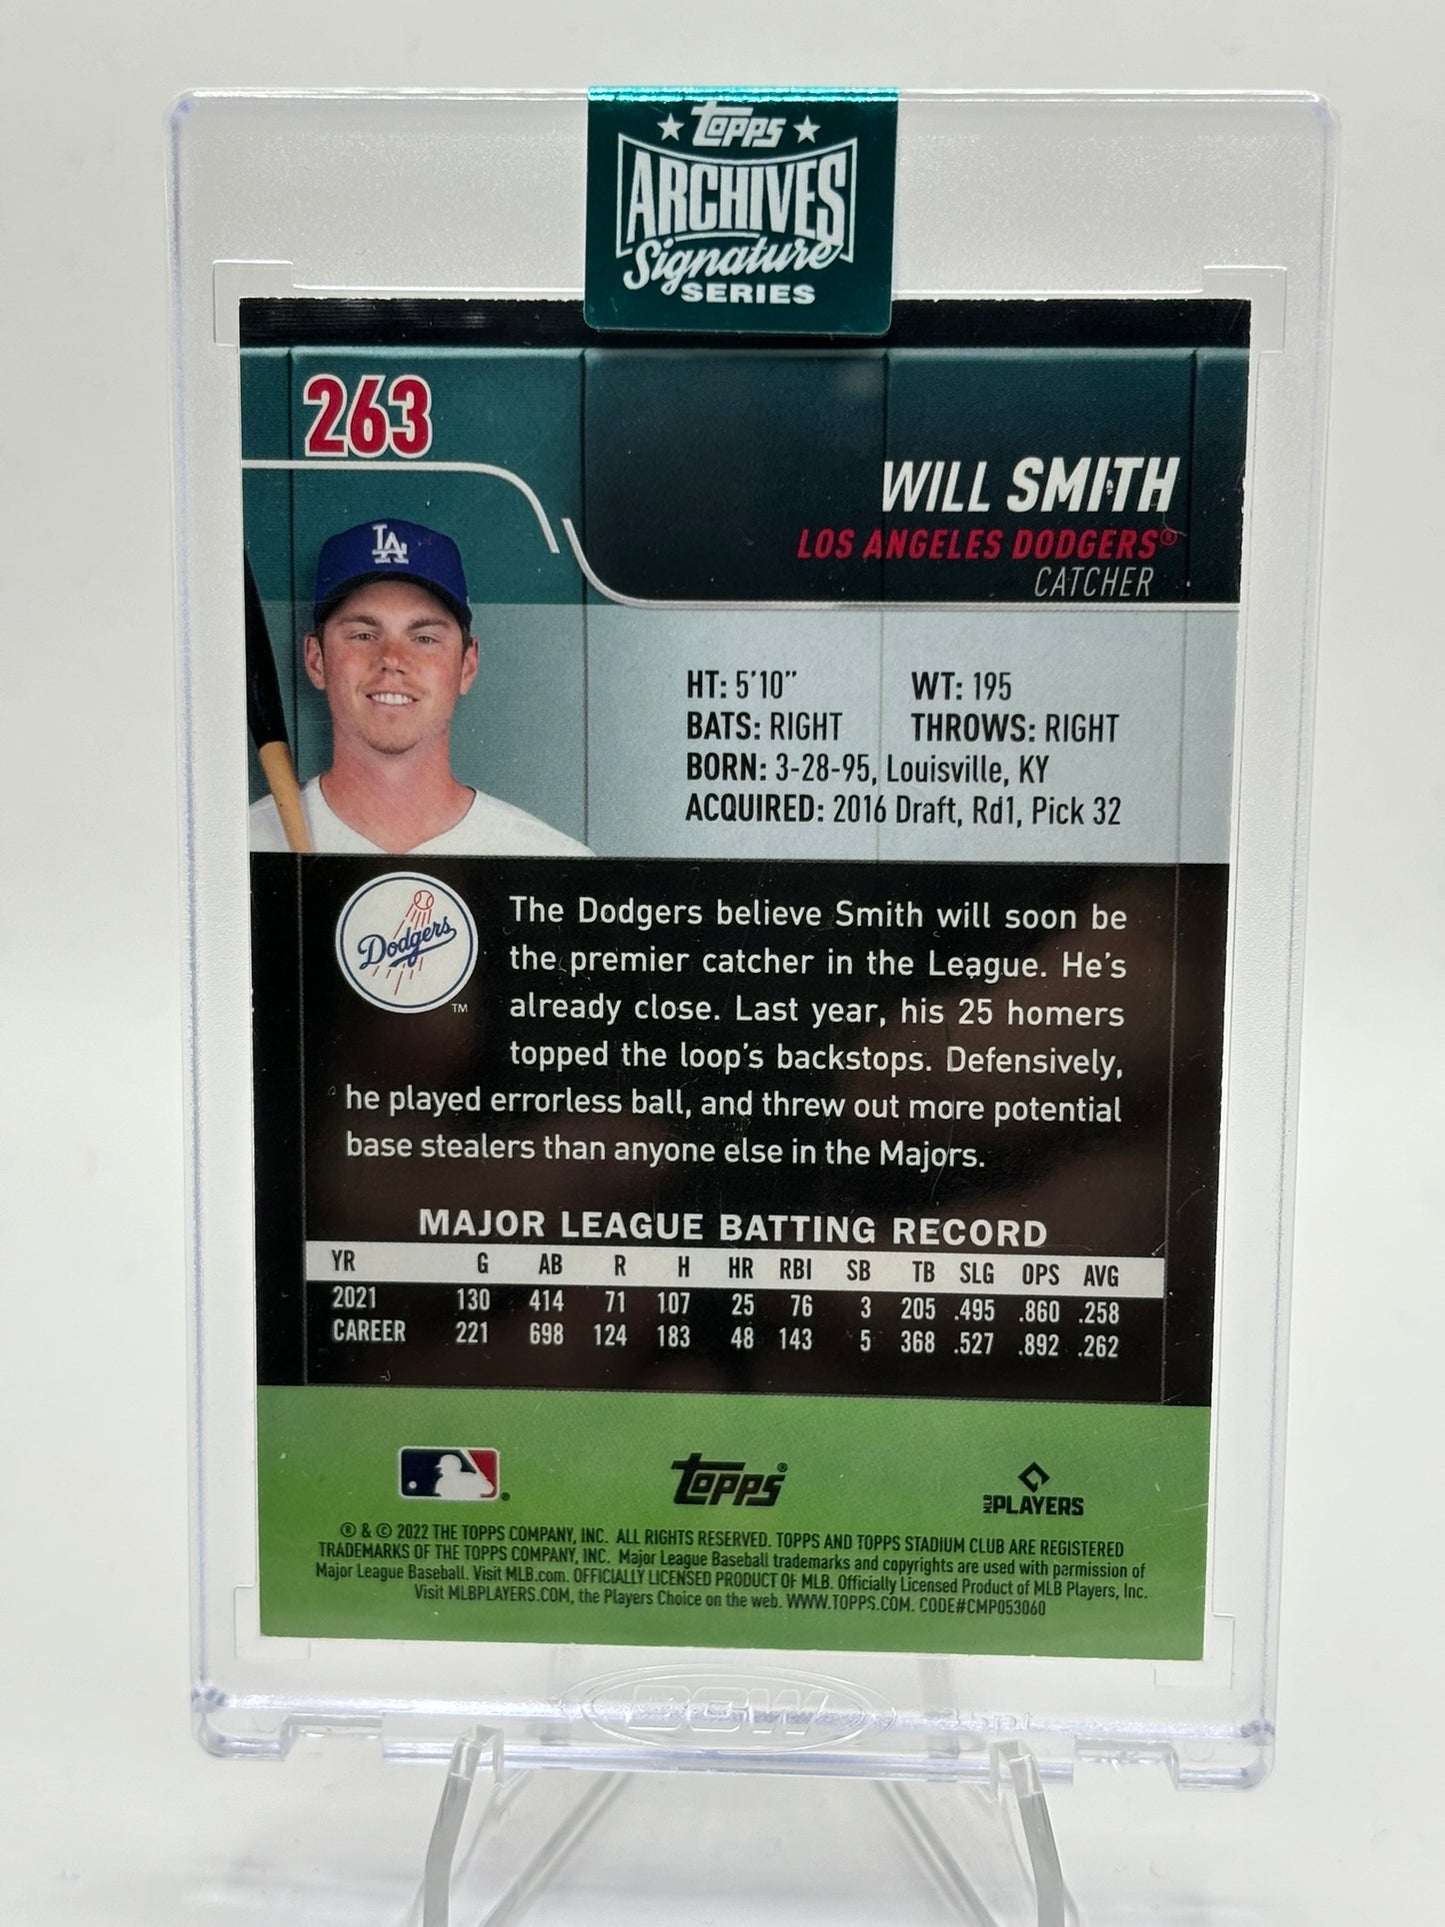 Topps
ARCHIVES
Signature
SERIES
263
WILL SMITH
LOS ANGELES DODGERS®
CATCHER
LA
HT: 5'10" WT: 195
BATS: RIGHT THROWS: RIGHT
BORN: 3-28-95, Louisville, KY
ACQUIRED: 2016 Draft, Rd1, Pick 32
Dodgers
TM
The Dodgers believe Smith will soon be
the premier catcher in the League. He's
already close. Last year, his 25 homers
topped the loop's backstops. Defensively,
he played errorless ball, and threw out more potential
base stealers than anyone else in the Majors.
MAJOR LEAGUE BATTING RECORD
YR G AB R H HR RBI SB TB SLG OPS AVG
2021 130 414 71 107 25 76 3 205 .495 .860 .258
CAREER 221 698 124 183 48 143 5 368 .527 .892 .262
Topps®
MLB PLAYERS
® & © 2022 THE TOPPS COMPANY, INC. ALL RIGHTS RESERVED. TOPPS AND TOPPS STADIUM CLUB ARE REGISTERED
TRADEMARKS OF THE TOPPS COMPANY, INC. Major League Baseball trademarks and copyrights are used with permission of
Major League Baseball. Visit MLB.com. OFFICIALLY LICENSED PRODUCT OF MLB. Officially Licensed Product of MLB Players, Inc.
Visit MLBPLAYERS.COM, the Players Choice on the web. WWW.TOPPS.COM. CODE#CMP053060
BCW
35pt